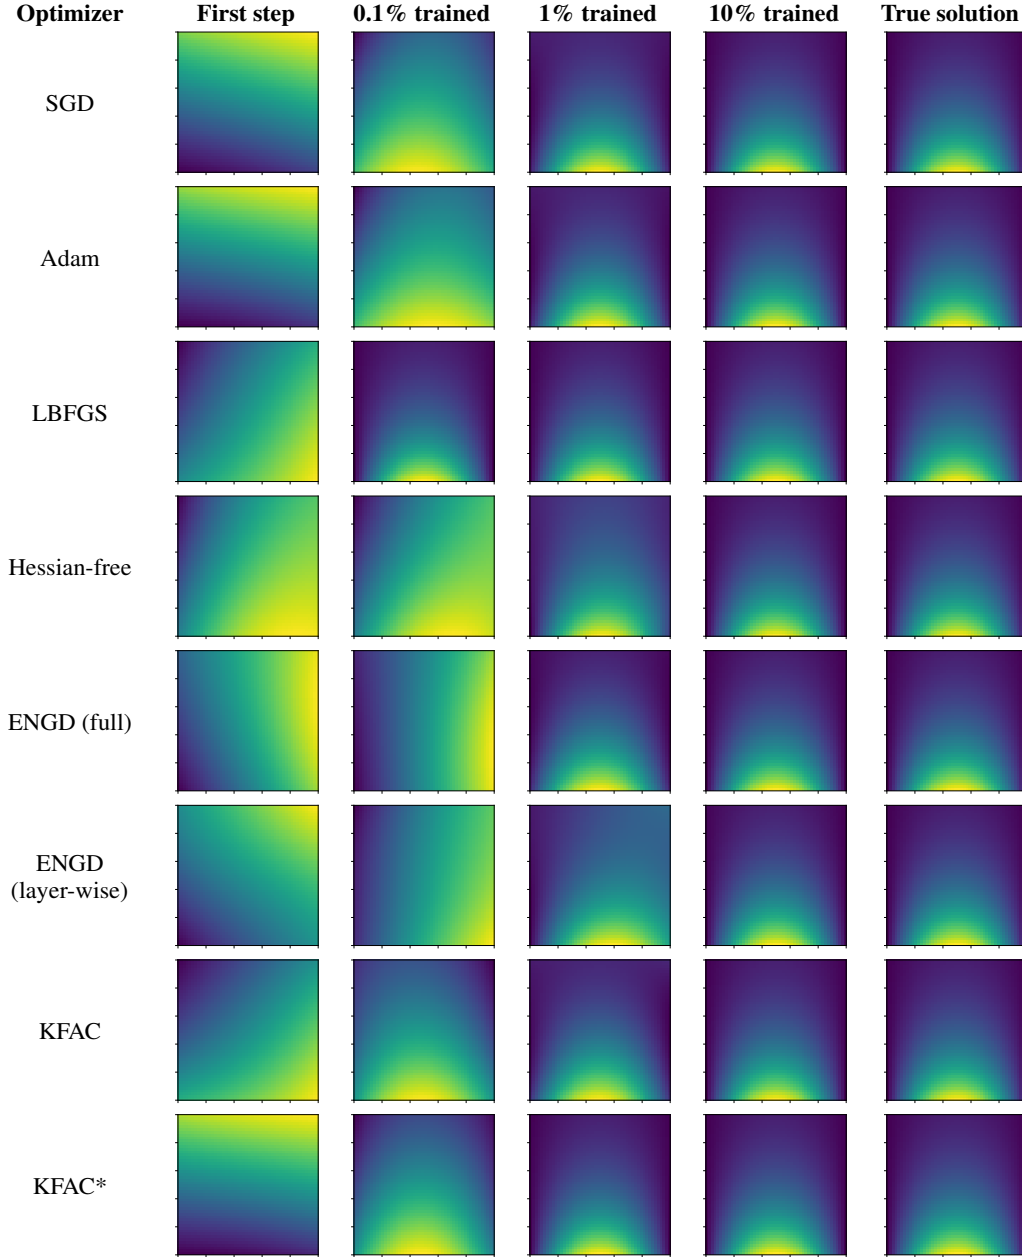 Optimizer First step 0.1% trained 1% trained 10% trained True solution
SGD
Adam
LBFGS
Hessian-free
ENGD (full)
ENGD
(layer-wise)
KFAC
KFAC*